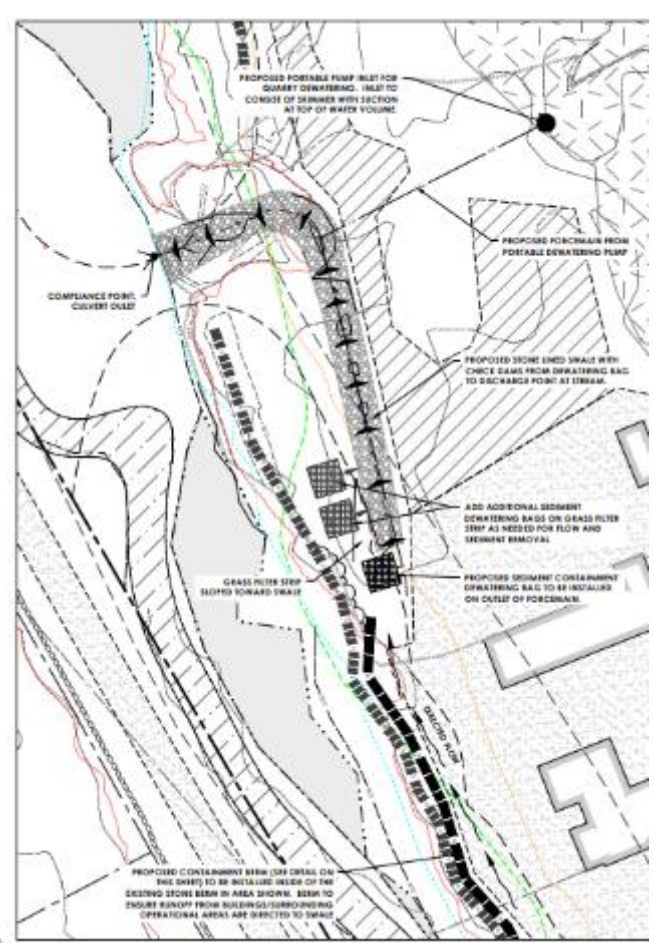 PROPOSED PORTABLE PUMP INLET FOR
QUARRY DEWATERING. INLET TO
CONSIST OF SKIMMER WITH SUCTION
AT TOP OF WATER VOLUME.
PROPOSED FORCEMAIN FROM
PORTABLE DEWATERING PUMP
COMPLIANCE POINT:
CULVERT OULET
PROPOSED STONE LINED SWALE WITH
CHECK DAMS FROM DEWATERING BAG
TO DISCHARGE POINT AT STREAM.
ADD ADDITIONAL SEDIMENT
DEWATERING BAGS ON GRASS FILTER
STRIP AS NEEDED FOR FLOW AND
SEDIMENT REMOVAL
GRASS FILTER STRIP
SLOPED TOWARD SWALE
PROPOSED SEDIMENT CONTAINMENT
DEWATERING BAG TO BE INSTALLED
ON OUTLET OF FORCEMAIN.
DIRECTED FLOW
PROPOSED CONTAINMENT BERM (SEE DETAIL ON
THIS SHEET) TO BE INSTALLED INSIDE OF THE
EXISTING STONE BERM IN AREA SHOWN. BERM TO
ENSURE RUNOFF FROM BUILDINGS/SURROUNDING
OPERATIONAL AREAS ARE DIRECTED TO SWALE